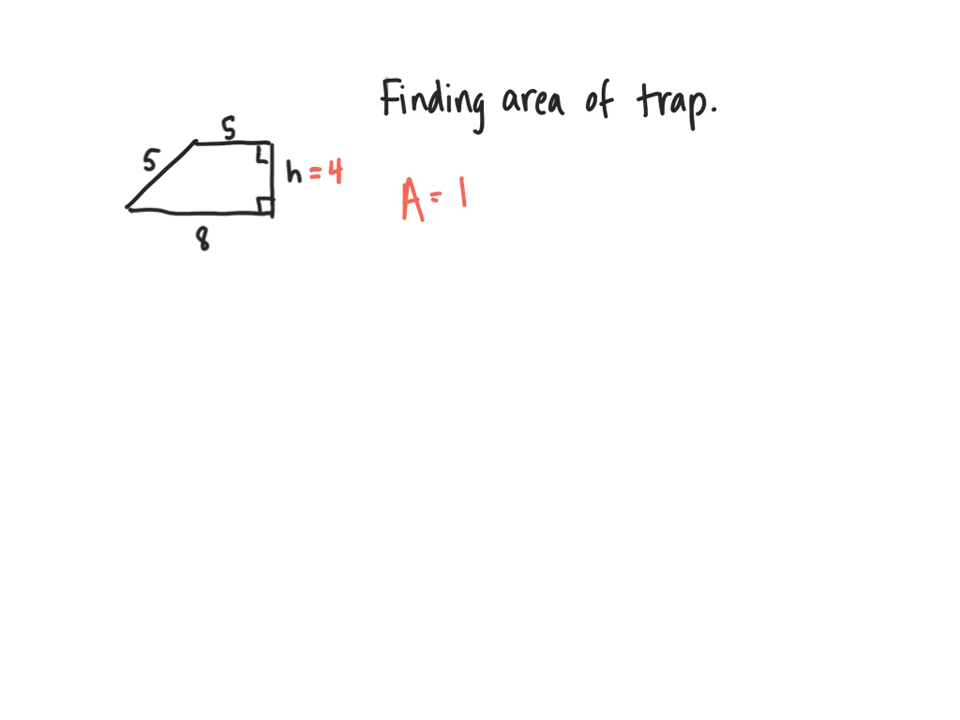 Finding area of trap.
5
5
h = 4
A = 1
8